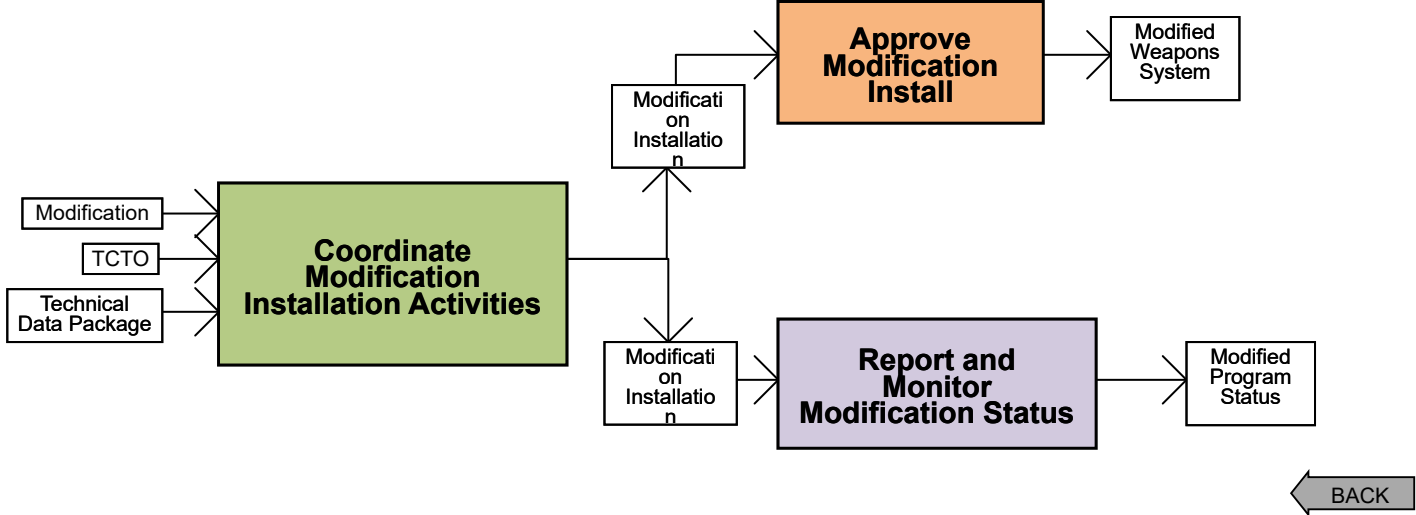 Approve
Modification
Install
Modified
Weapons
System
Modificati
on
Installatio
n
Modification
TCTO
Technical
Data Package
Coordinate
Modification
Installation Activities
Modificati
on
Installatio
n
Report and
Monitor
Modification Status
Modified
Program
Status
BACK